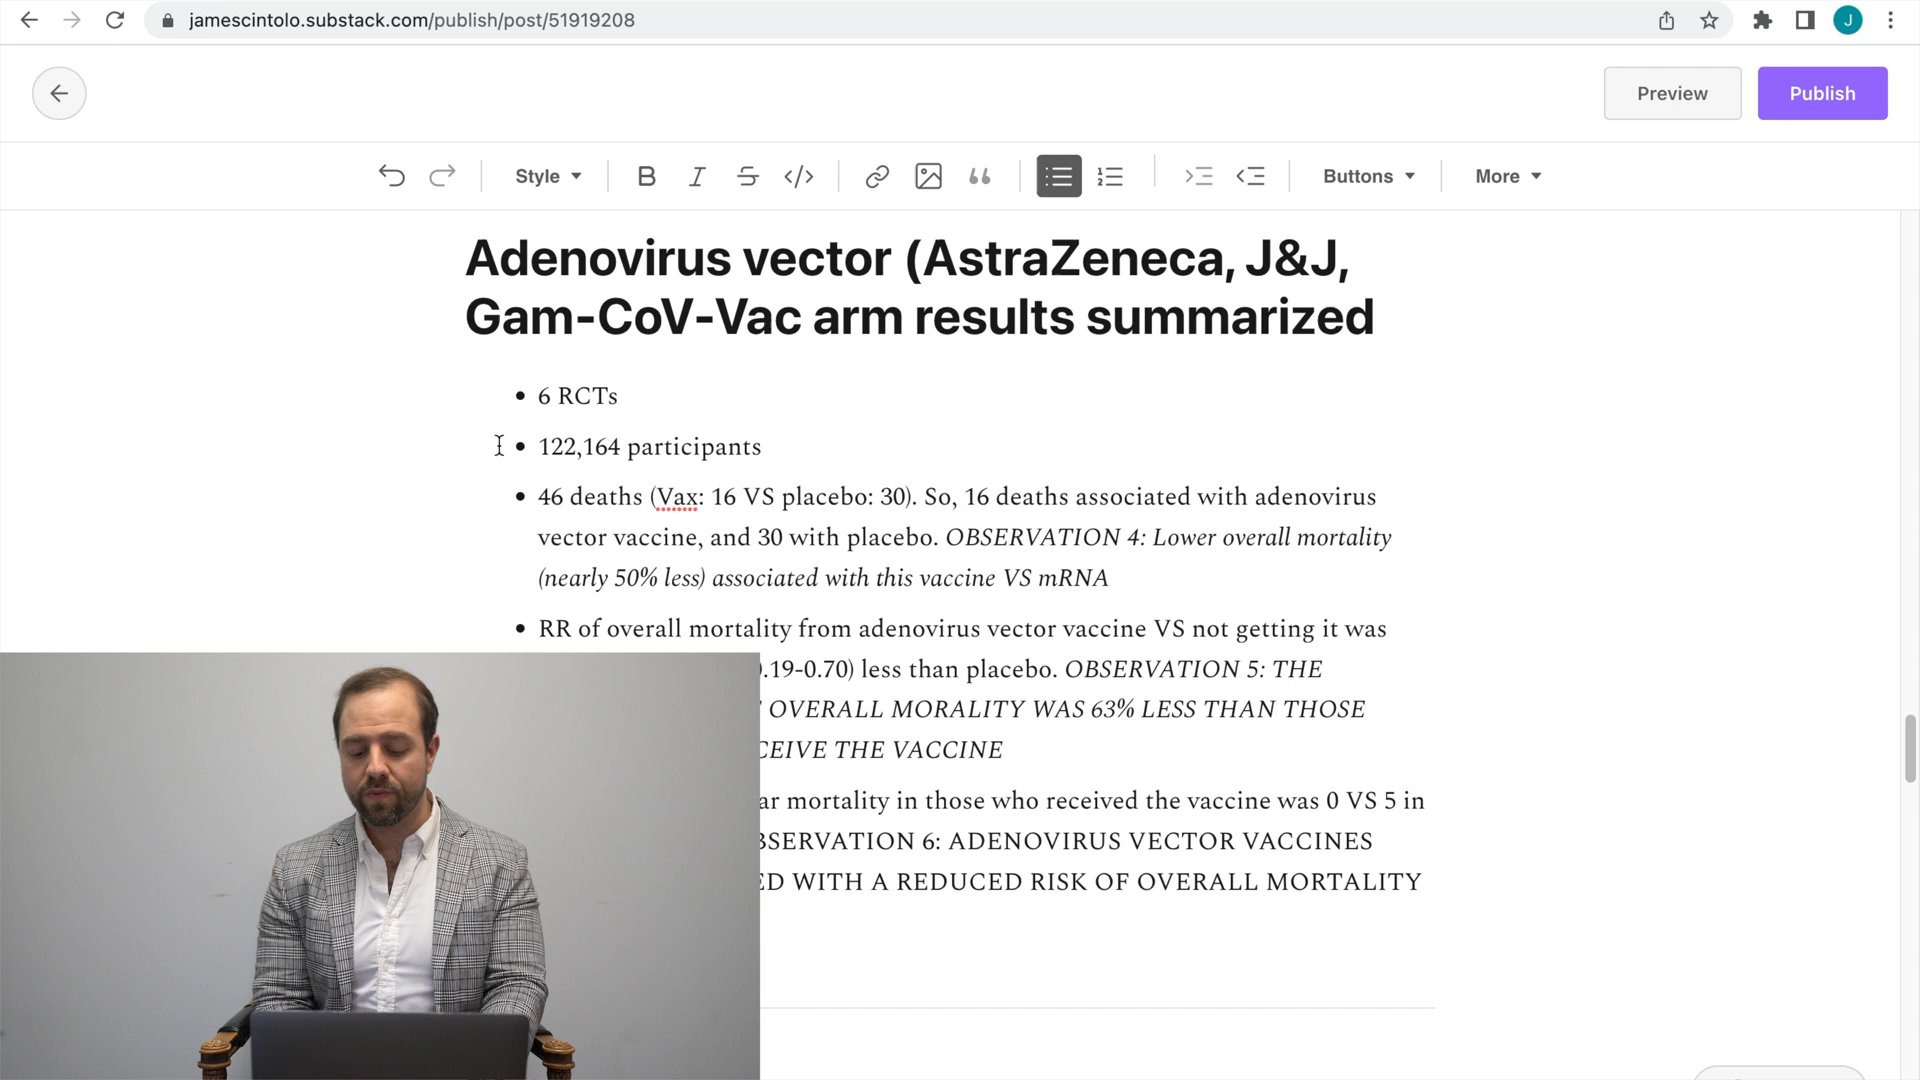 jamescintolo.substack.com/publish/post/51919208
J
Preview
Publish
Style
B
I
S
</>
Buttons
More
Adenovirus vector (AstraZeneca, J&J,
Gam-CoV-Vac arm results summarized
• 6 RCTs
• 122,164 participants
• 46 deaths (Vax: 16 VS placebo: 30). So, 16 deaths associated with adenovirus
vector vaccine, and 30 with placebo. OBSERVATION 4: Lower overall mortality
(nearly 50% less) associated with this vaccine VS mRNA
• RR of overall mortality from adenovirus vector vaccine VS not getting it was
.19-0.70) less than placebo. OBSERVATION 5: THE
OVERALL MORALITY WAS 63% LESS THAN THOSE
CEIVE THE VACCINE
ar mortality in those who received the vaccine was 0 VS 5 in
BSERVATION 6: ADENOVIRUS VECTOR VACCINES
ED WITH A REDUCED RISK OF OVERALL MORTALITY